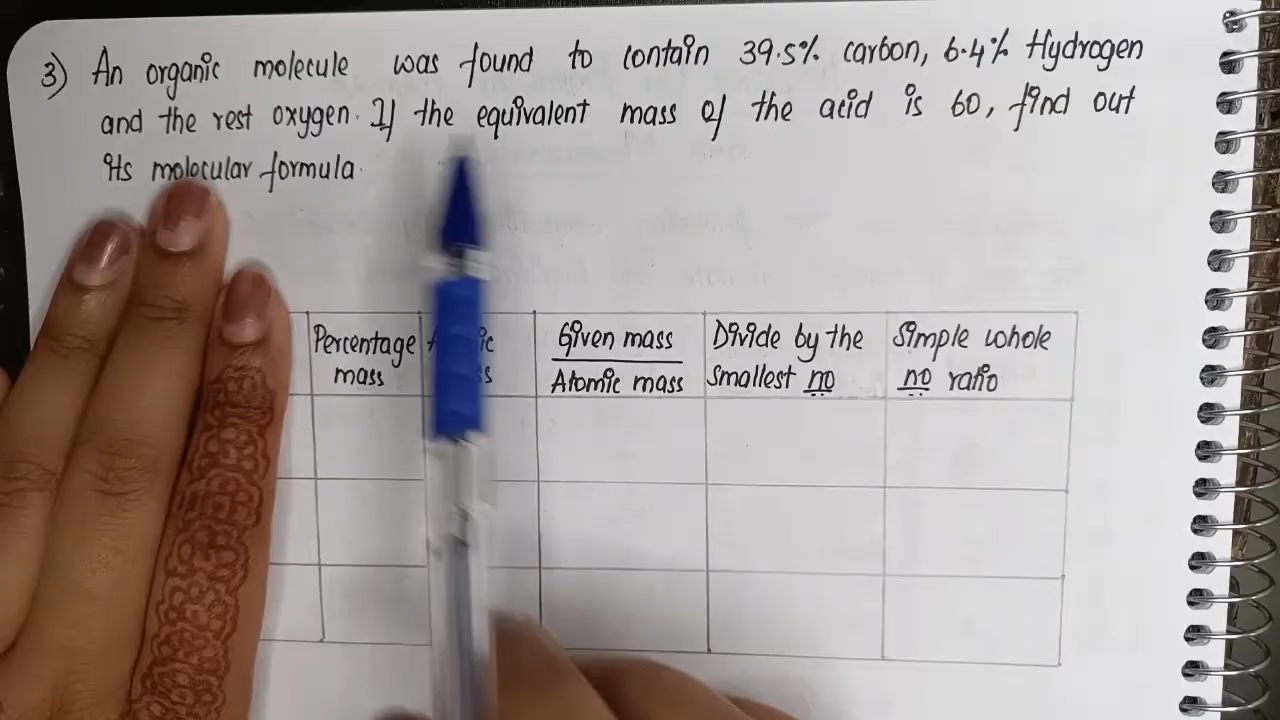 3) An organic molecule was found to contain 39.5% carbon, 6.4% Hydrogen
and the rest oxygen. If the equivalent mass of the acid is 60, find out
its molocular formula.
Percentage mass
Given mass / Atomic mass
Divide by the smallest no
Simple whole no ratio